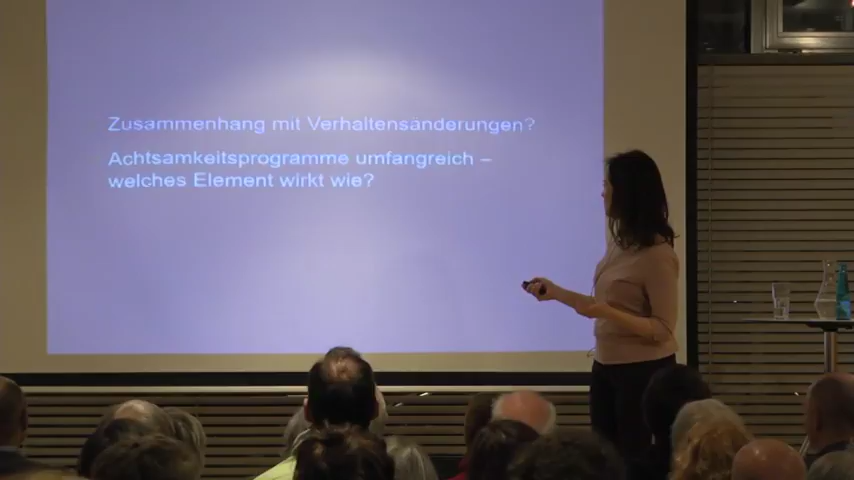 Zusammenhang mit Verhaltensänderungen?
Achtsamkeitsprogramme umfangreich –
welches Element wirkt wie?